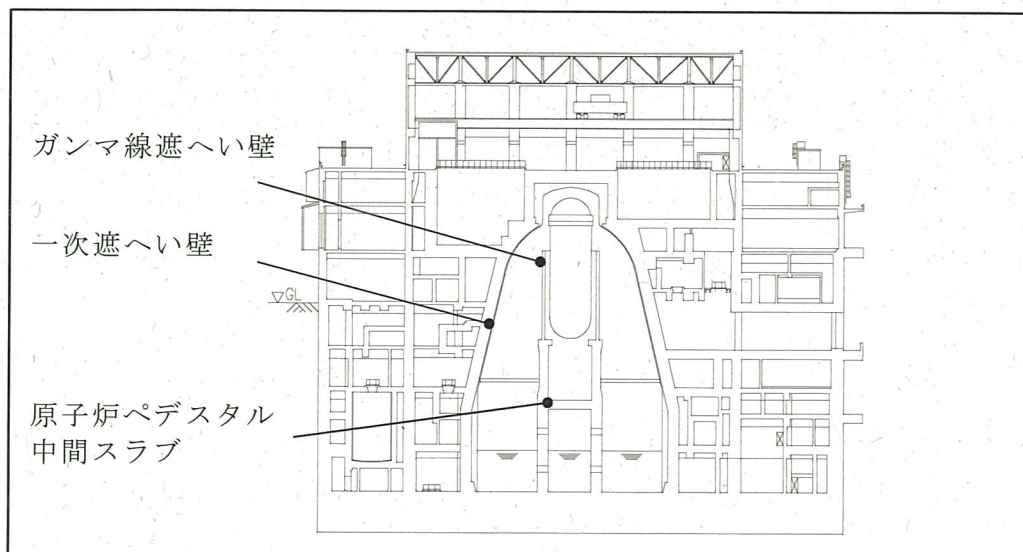 ガンマ線遮へい壁
一次遮へい壁
▽GL
原子炉ペデスタル
中間スラブ